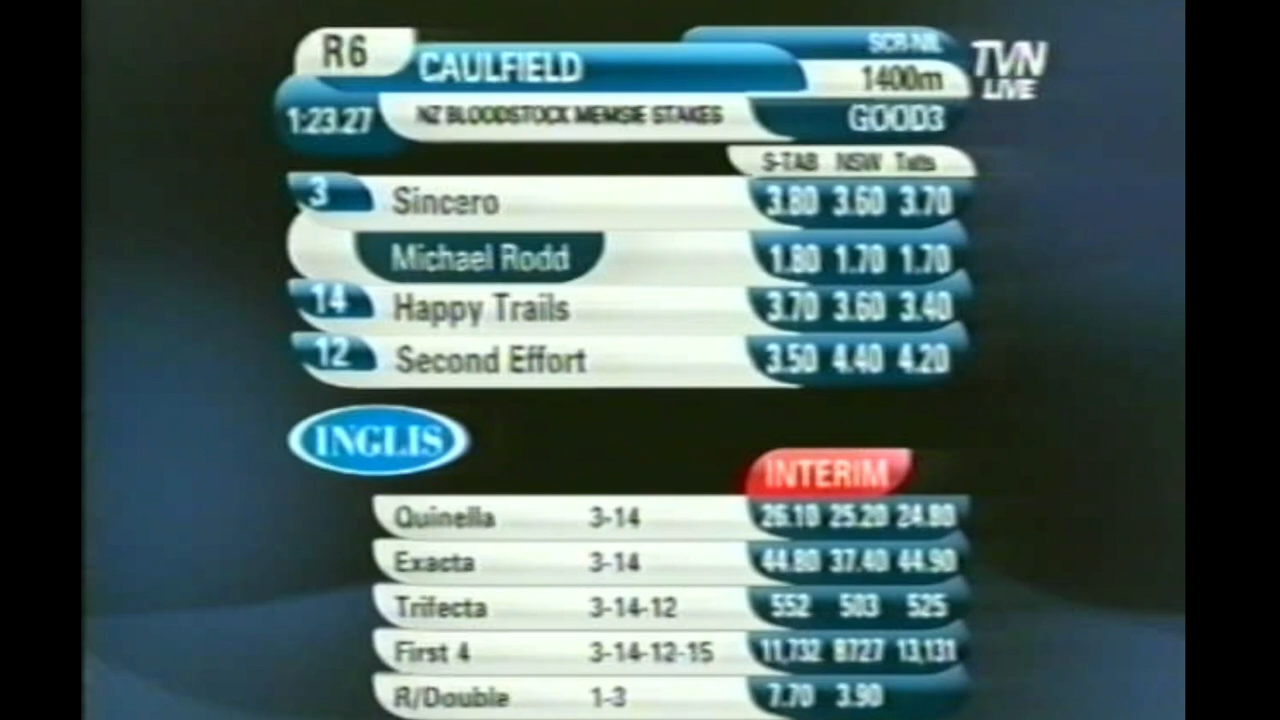 R6 CAULFIELD SCR-NIL
1400m
TVN
LIVE
1:23.27 NZ BLOODSTOCK MEMSIE STAKES GOOD3
S-TAB NSW Tatts
3 Sincero 3.80 3.60 3.70
Michael Rodd 1.80 1.70 1.70
14 Happy Trails 3.70 3.60 3.40
12 Second Effort 3.50 4.40 4.20
INGLIS
INTERIM
Quinella 3-14 26.10 25.20 24.80
Exacta 3-14 44.80 37.40 44.90
Trifecta 3-14-12 552 503 525
First 4 3-14-12-15 11,732 8727 13,131
R/Double 1-3 7.70 3.90